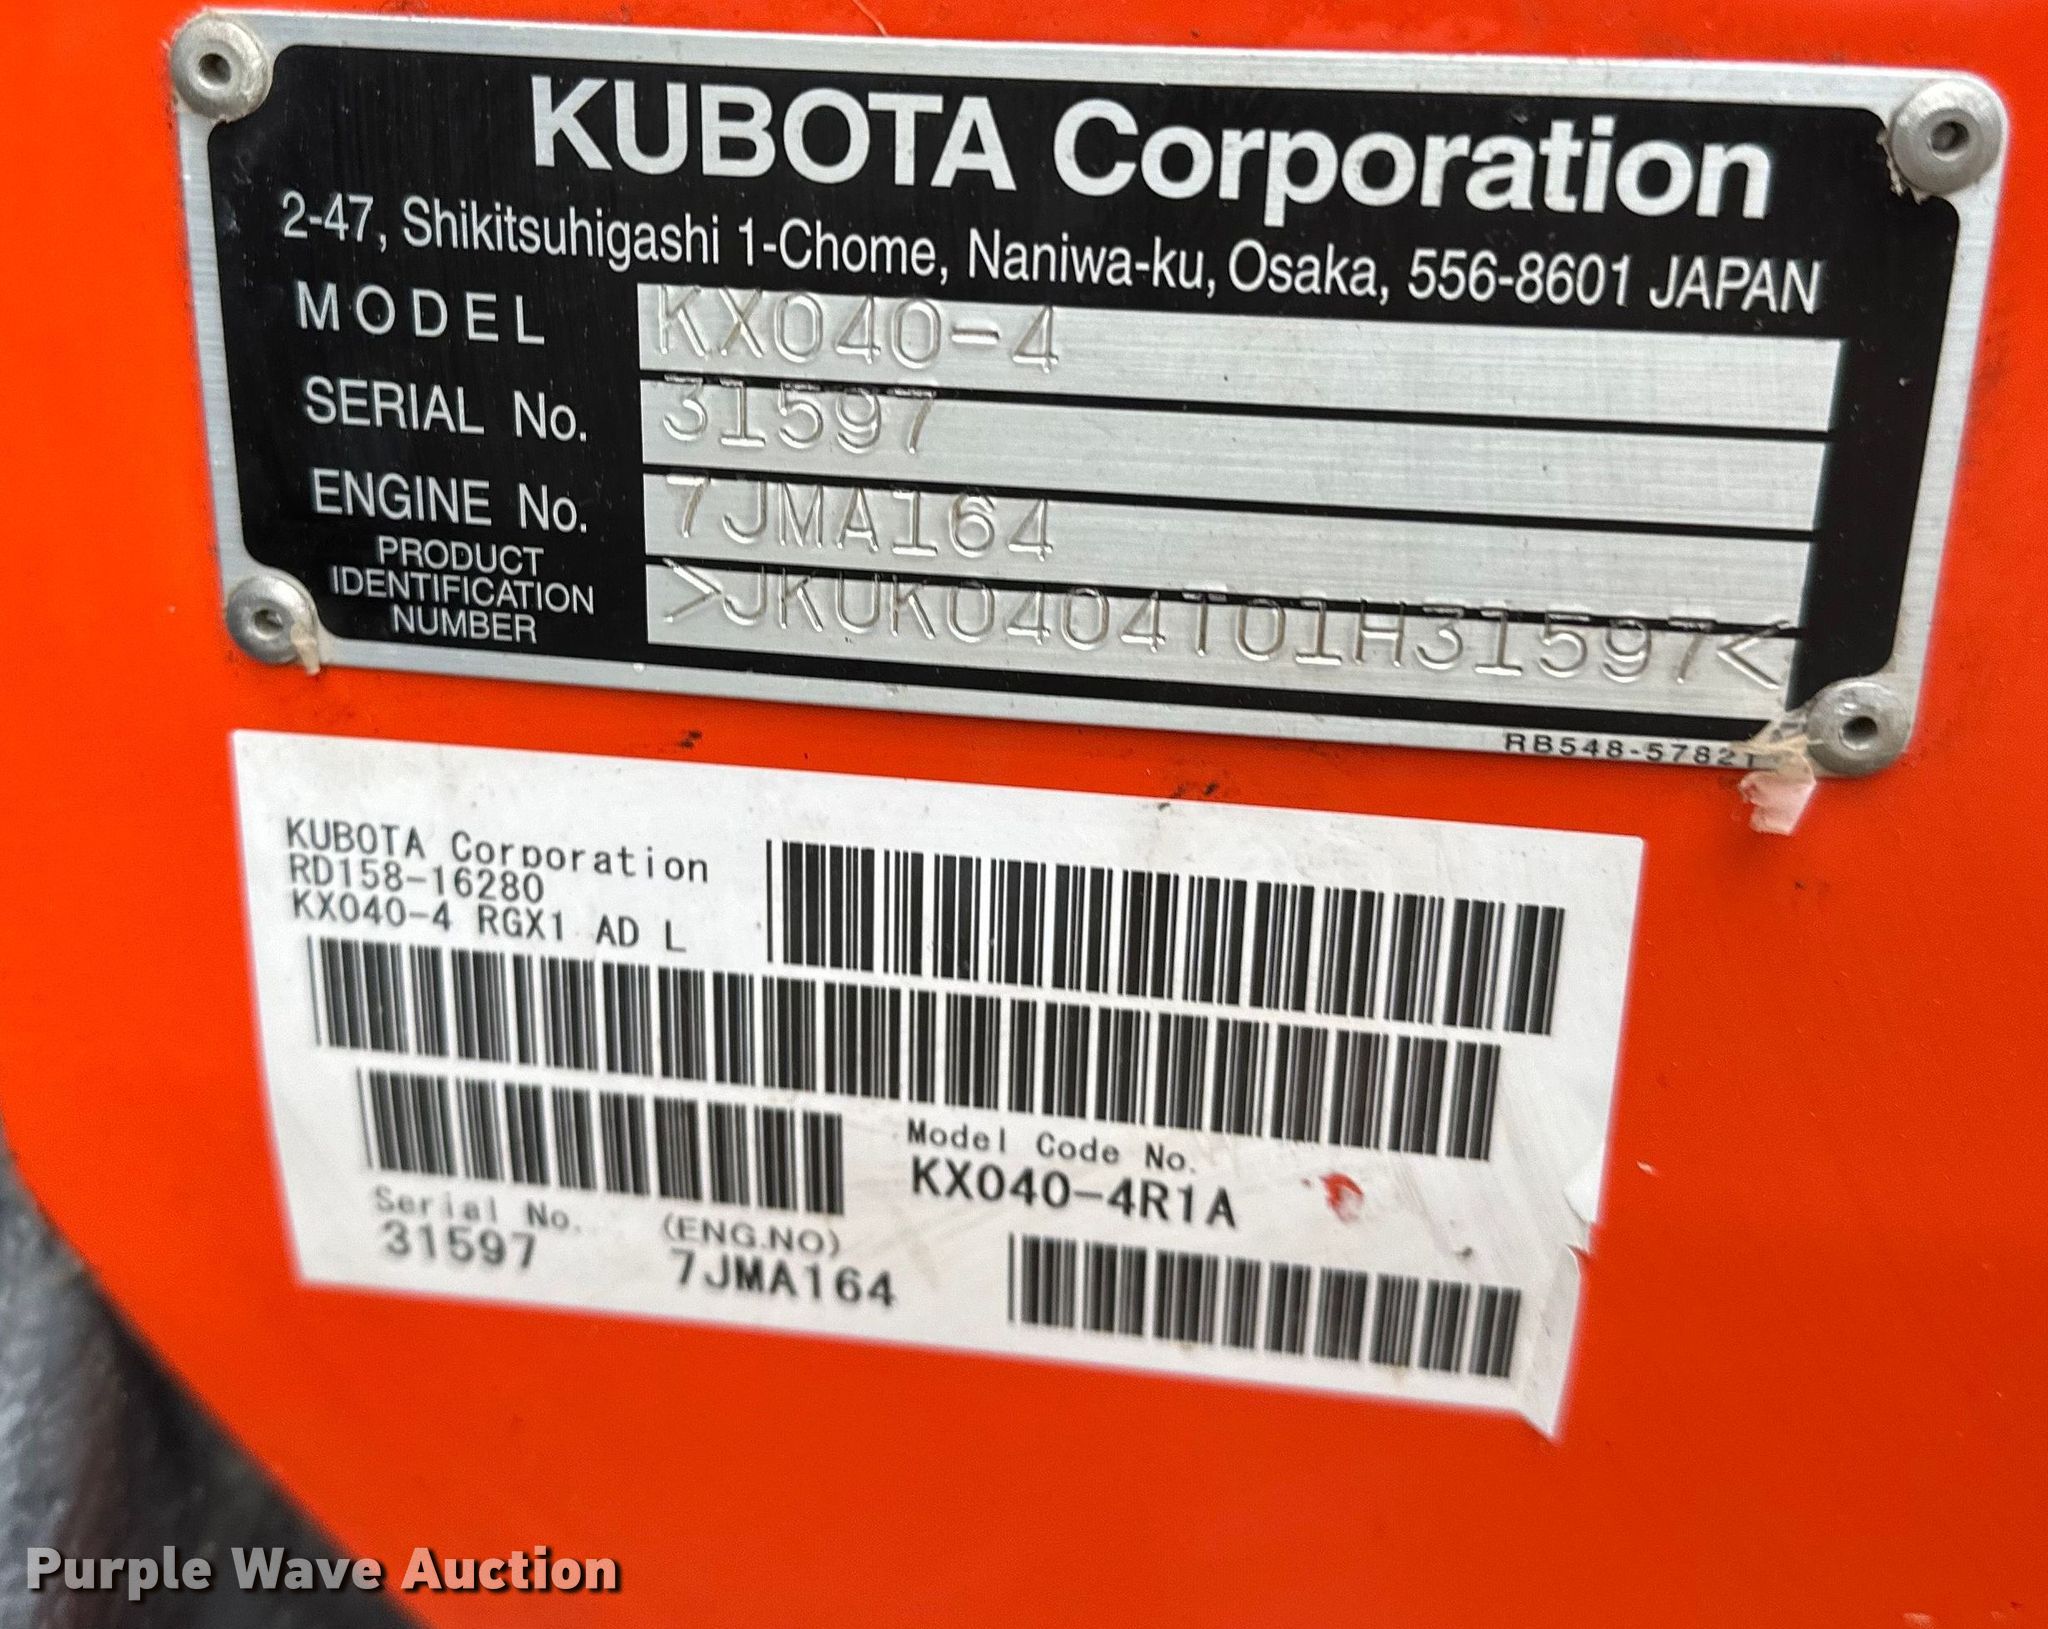 KUBOTA Corporation
2-47, Shikitsuhigashi 1-Chome, Naniwa-ku, Osaka, 556-8601 JAPAN
MODEL KX040-4
SERIAL No. 31597
ENGINE No. 7JMA164
PRODUCT IDENTIFICATION NUMBER >JKUK0404T01H31597<
RB548-5782
KUBOTA Corporation
RD158-16280
KX040-4 RGX1 AD L
Model Code No.
KX040-4R1A
Serial No. (ENG.NO)
31597 7JMA164
Purple Wave Auction